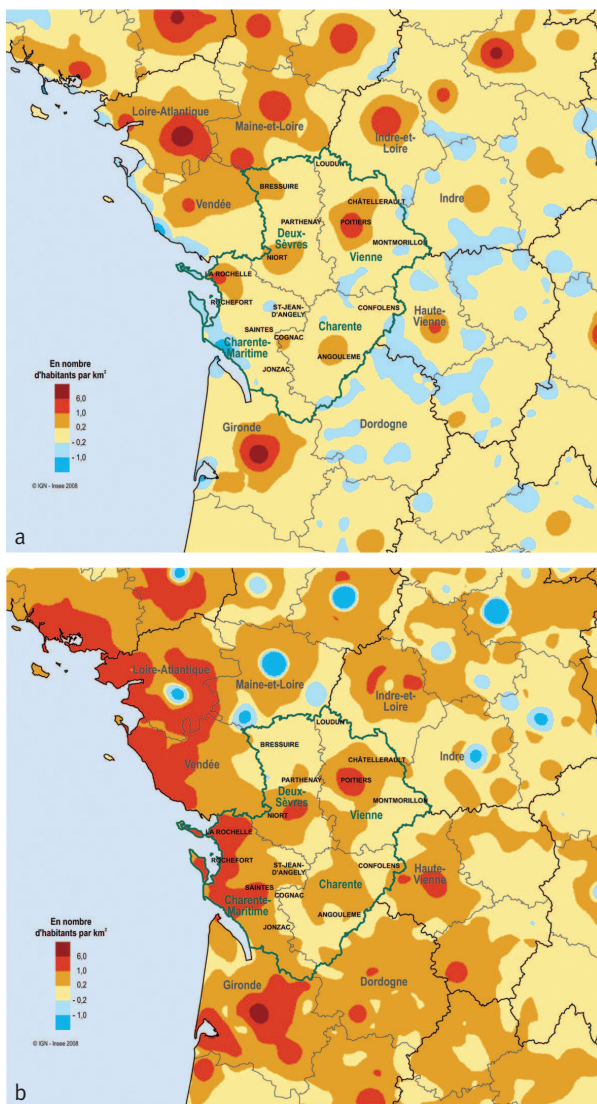 Loire-Atlantique
Maine-et-Loire
Indre-et-
Loire
LOUDUN
BRESSUIRE
Vendée
CHÂTELLERAULT
Indre
PARTHENAY
POITIERS
Deux-
Sèvres
MONTMORILLON
NIORT
Vienne
LA ROCHELLE
ROCHEFORT
ST-JEAN-
D'ANGELY
CONFOLENS
Haute-
Vienne
SAINTES
Charente
COGNAC
Charente-
Maritime
ANGOULEME
JONZAC
En nombre
d'habitants par km²
6,0
1,0
0,2
- 0,2
- 1,0
Gironde
Dordogne
© IGN - Insee 2008
a
Loire-Atlantique
Maine-et-Loire
Indre-et-
Loire
LOUDUN
BRESSUIRE
Vendée
CHÂTELLERAULT
Indre
PARTHENAY
POITIERS
Deux-
Sèvres
MONTMORILLON
NIORT
Vienne
LA ROCHELLE
ROCHEFORT
ST-JEAN-
D'ANGELY
CONFOLENS
Haute-
Vienne
SAINTES
Charente
COGNAC
Charente-
Maritime
ANGOULEME
JONZAC
En nombre
d'habitants par km²
6,0
1,0
0,2
- 0,2
- 1,0
Gironde
Dordogne
© IGN - Insee 2008
b